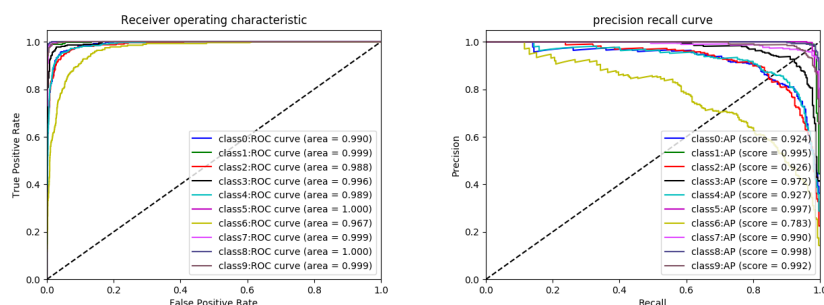 Receiver operating characteristic
1.0
0.8
0.6
0.4
0.2
0.0
True Positive Rate
class0:ROC curve (area = 0.990)
class1:ROC curve (area = 0.999)
class2:ROC curve (area = 0.988)
class3:ROC curve (area = 0.996)
class4:ROC curve (area = 0.989)
class5:ROC curve (area = 1.000)
class6:ROC curve (area = 0.967)
class7:ROC curve (area = 0.999)
class8:ROC curve (area = 1.000)
class9:ROC curve (area = 0.999)
0.0 0.2 0.4 0.6 0.8 1.0
False Positive Rate
precision recall curve
1.0
0.8
0.6
0.4
0.2
0.0
Precision
class0:AP (score = 0.924)
class1:AP (score = 0.995)
class2:AP (score = 0.926)
class3:AP (score = 0.972)
class4:AP (score = 0.927)
class5:AP (score = 0.997)
class6:AP (score = 0.783)
class7:AP (score = 0.990)
class8:AP (score = 0.998)
class9:AP (score = 0.992)
0.0 0.2 0.4 0.6 0.8 1.0
Recall